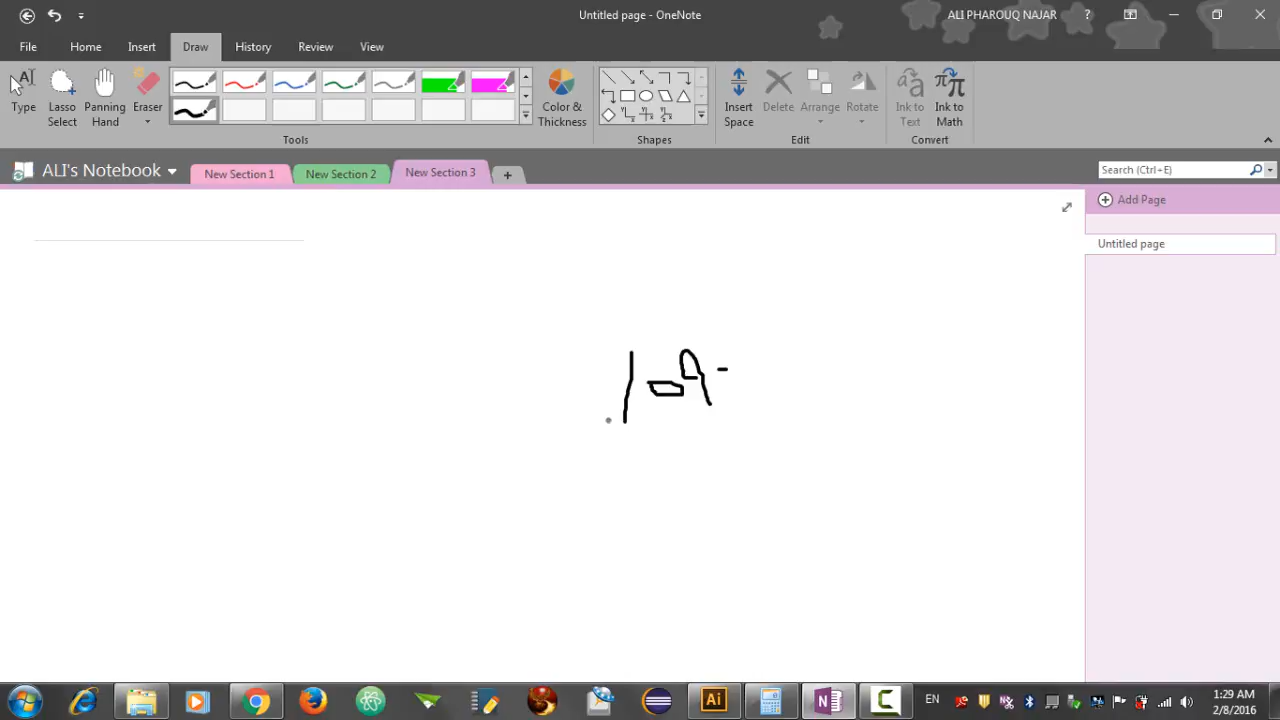 Untitled page - OneNote
ALI PHAROUQ NAJAR
?
File Home Insert Draw History Review View
Type
Lasso Select
Panning Hand
Eraser
Color & Thickness
Insert Space
Delete
Arrange
Rotate
Ink to Text
Ink to Math
Tools Shapes Edit Convert
ALI's Notebook
New Section 1
New Section 2
New Section 3
Search (Ctrl+E)
Add Page
Untitled page
EN
1:29 AM
2/8/2016